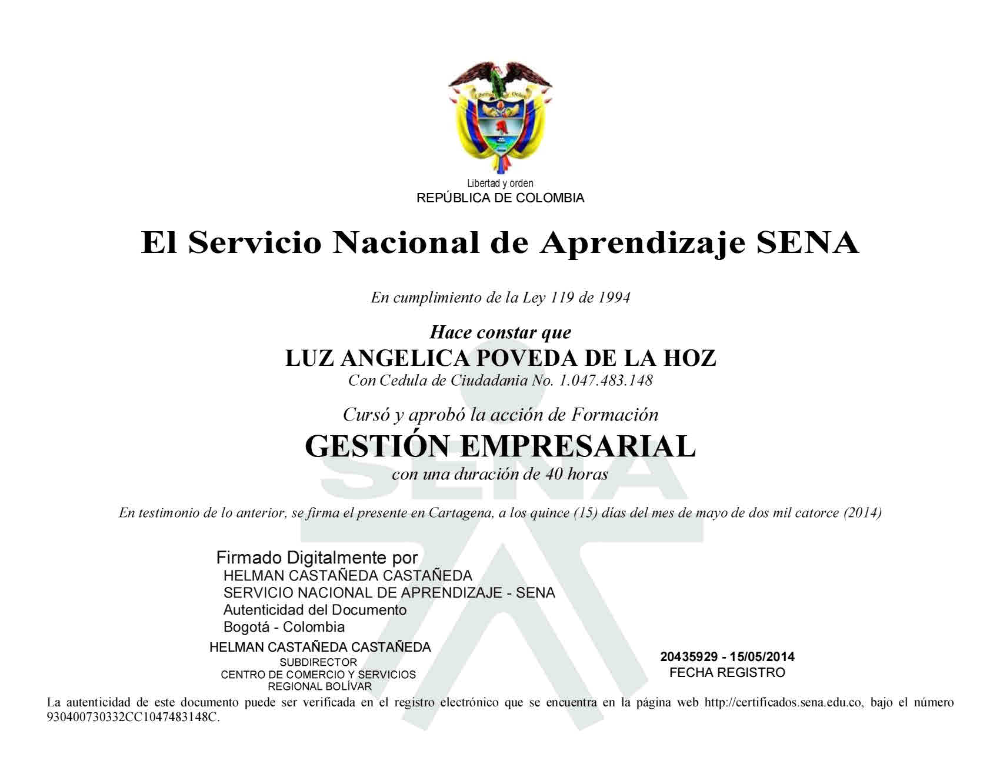 Libertad y Orden
Libertad y orden
REPÚBLICA DE COLOMBIA
El Servicio Nacional de Aprendizaje SENA
En cumplimiento de la Ley 119 de 1994
Hace constar que
LUZ ANGELICA POVEDA DE LA HOZ
Con Cedula de Ciudadania No. 1.047.483.148
Cursó y aprobó la acción de Formación
GESTIÓN EMPRESARIAL
SENA
con una duración de 40 horas
En testimonio de lo anterior, se firma el presente en Cartagena, a los quince (15) días del mes de mayo de dos mil catorce (2014)
Firmado Digitalmente por
HELMAN CASTAÑEDA CASTAÑEDA
SERVICIO NACIONAL DE APRENDIZAJE - SENA
Autenticidad del Documento
Bogotá - Colombia
HELMAN CASTAÑEDA CASTAÑEDA
SUBDIRECTOR
CENTRO DE COMERCIO Y SERVICIOS
REGIONAL BOLÍVAR
20435929 - 15/05/2014
FECHA REGISTRO
La autenticidad de este documento puede ser verificada en el registro electrónico que se encuentra en la página web http://certificados.sena.edu.co, bajo el número
930400730332CC1047483148C.